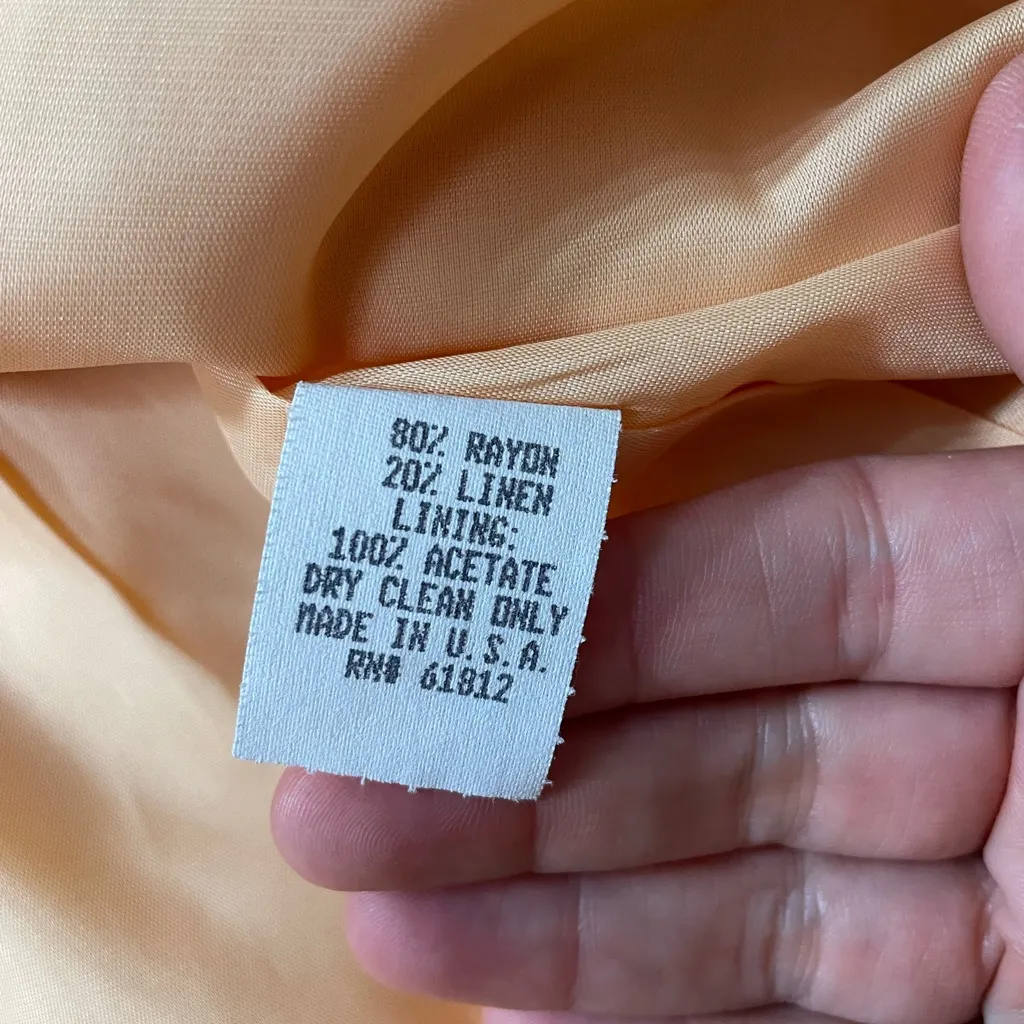 80% RAYON
20% LINEN
LINING:
100% ACETATE
DRY CLEAN ONLY
MADE IN U.S.A.
RN# 61812